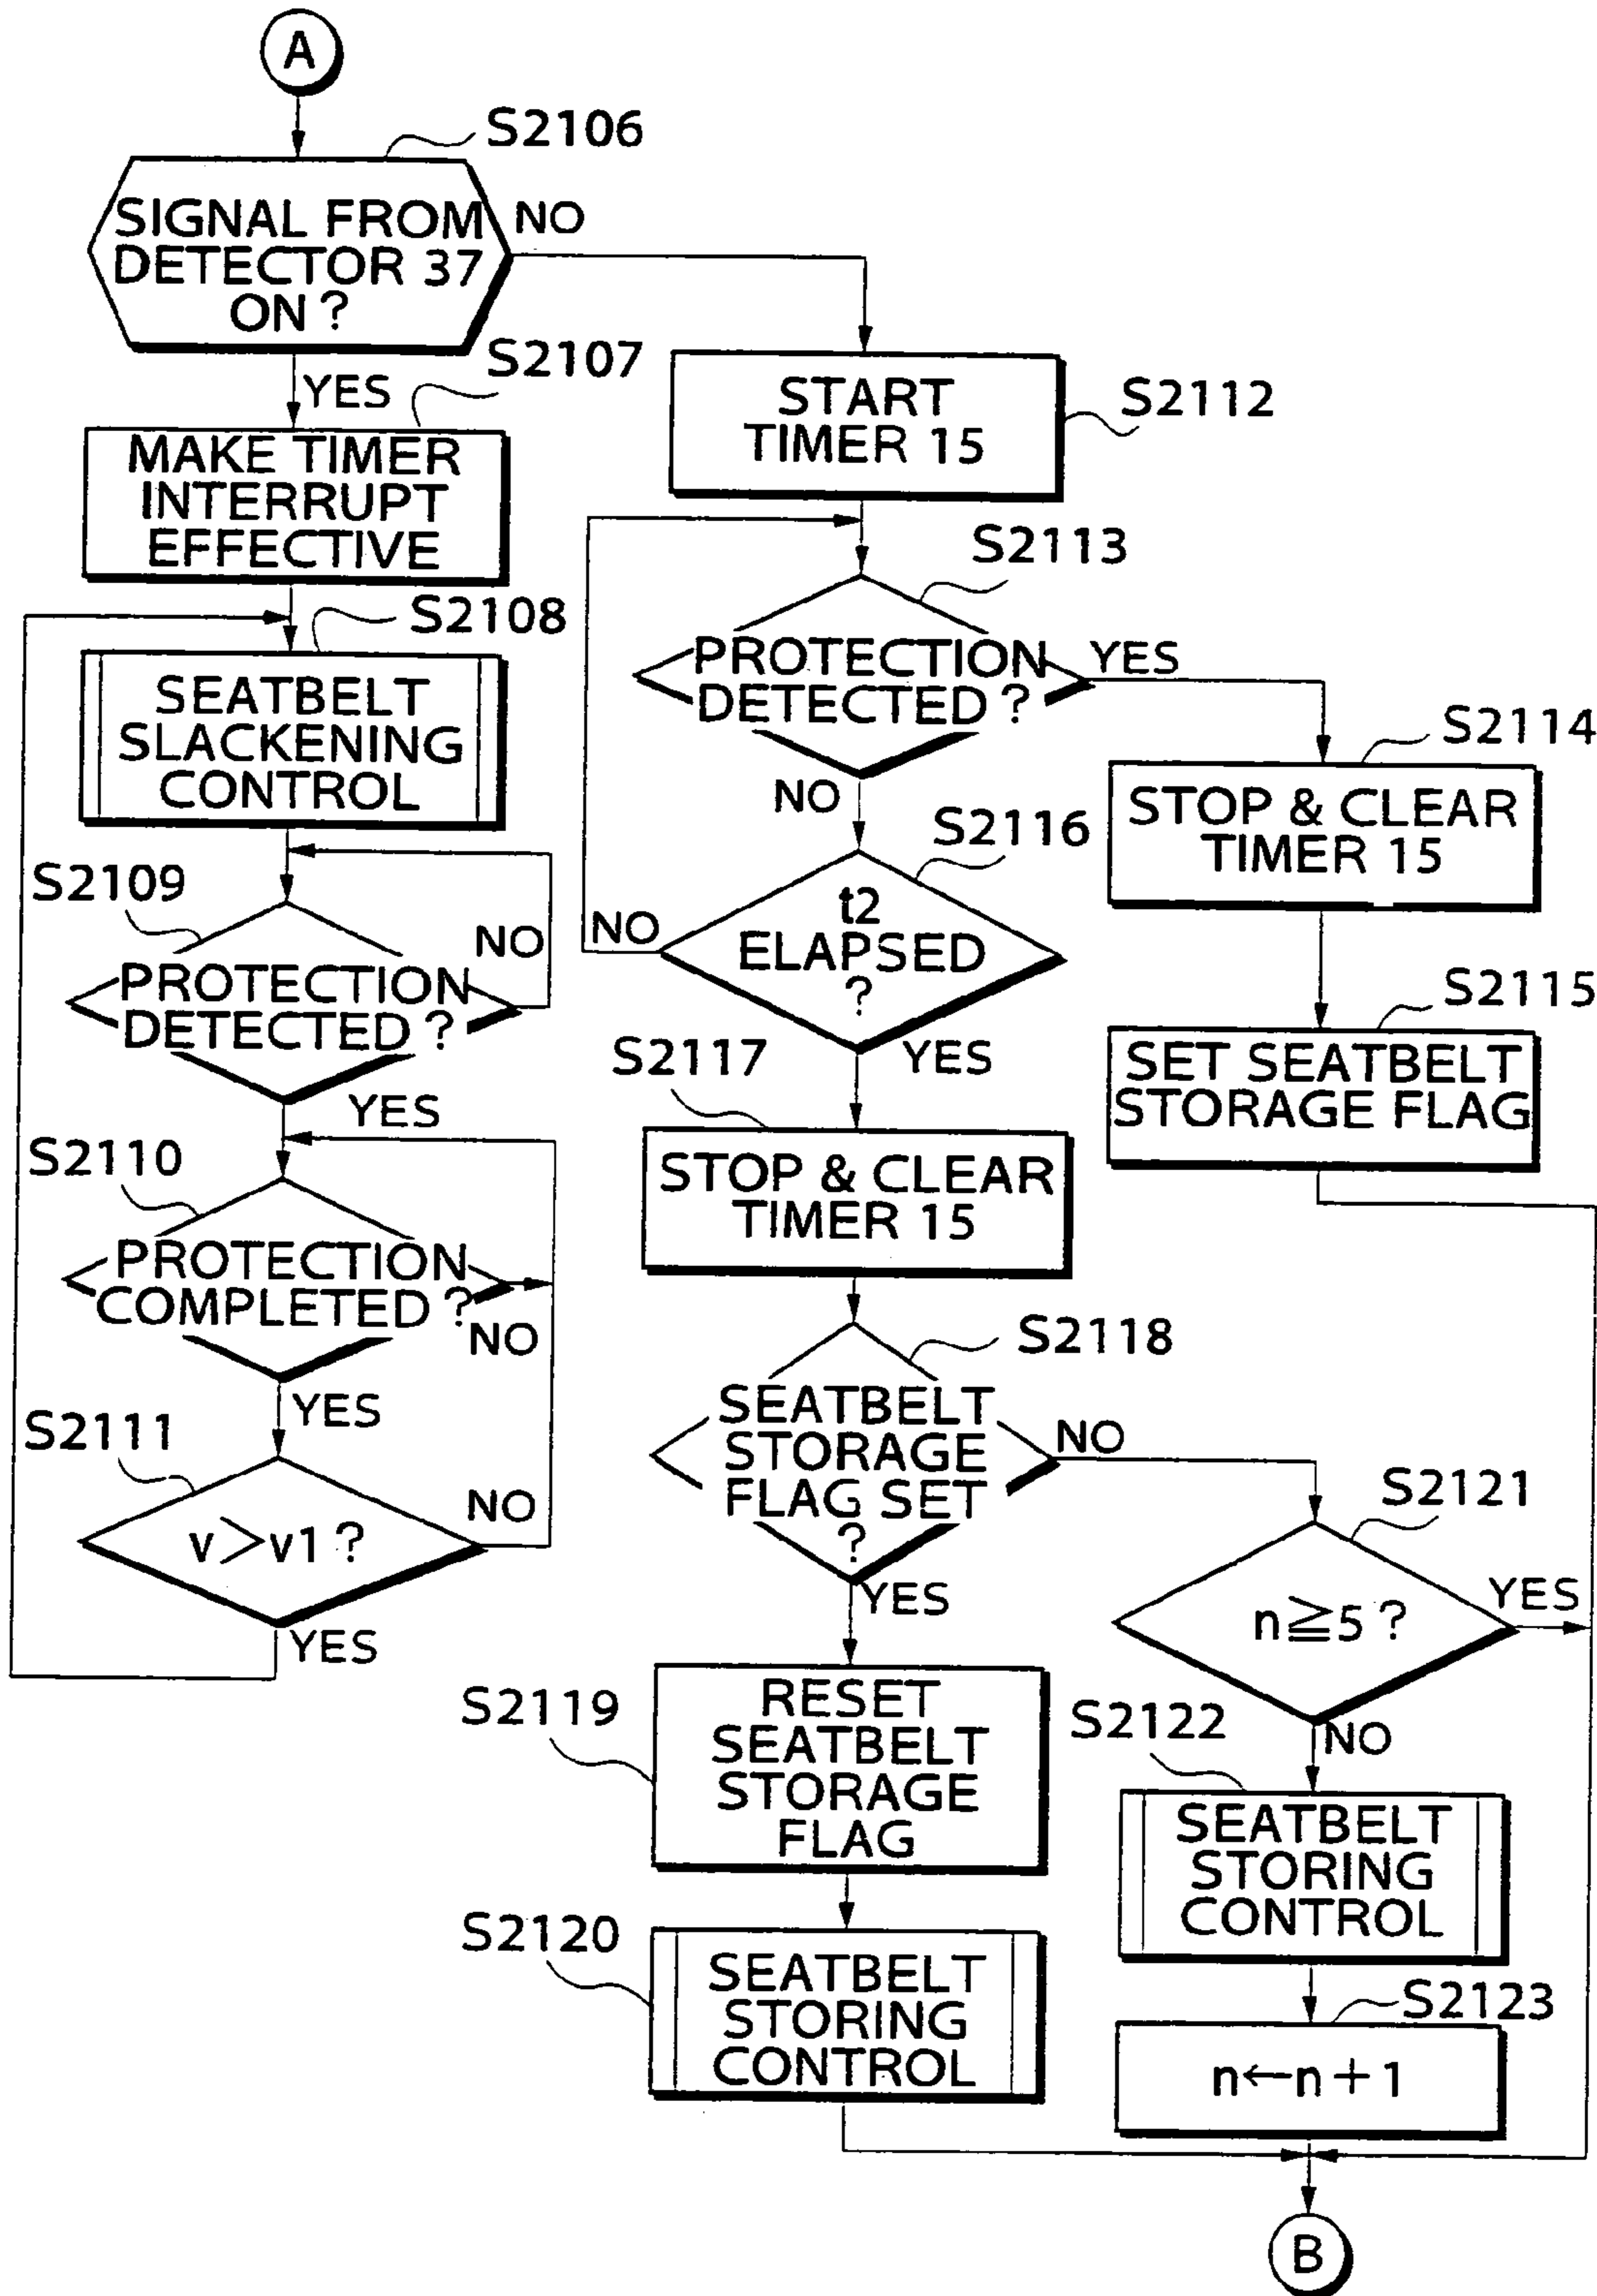 A
S2106
SIGNAL FROM
DETECTOR 37
ON ?
NO
YES
S2107
MAKE TIMER
INTERRUPT
EFFECTIVE
S2108
SEATBELT
SLACKENING
CONTROL
S2109
PROTECTION
DETECTED ?
NO
YES
S2110
PROTECTION
COMPLETED ?
NO
YES
S2111
v>v1 ?
NO
YES
START
TIMER 15
S2112
S2113
PROTECTION
DETECTED ?
YES
NO
S2114
STOP & CLEAR
TIMER 15
S2115
SET SEATBELT
STORAGE FLAG
S2116
t2
ELAPSED
?
NO
YES
S2117
STOP & CLEAR
TIMER 15
S2118
SEATBELT
STORAGE
FLAG SET
?
NO
YES
S2119
RESET
SEATBELT
STORAGE
FLAG
S2120
SEATBELT
STORING
CONTROL
S2121
n≧5 ?
YES
NO
S2122
SEATBELT
STORING
CONTROL
S2123
n←n+1
B